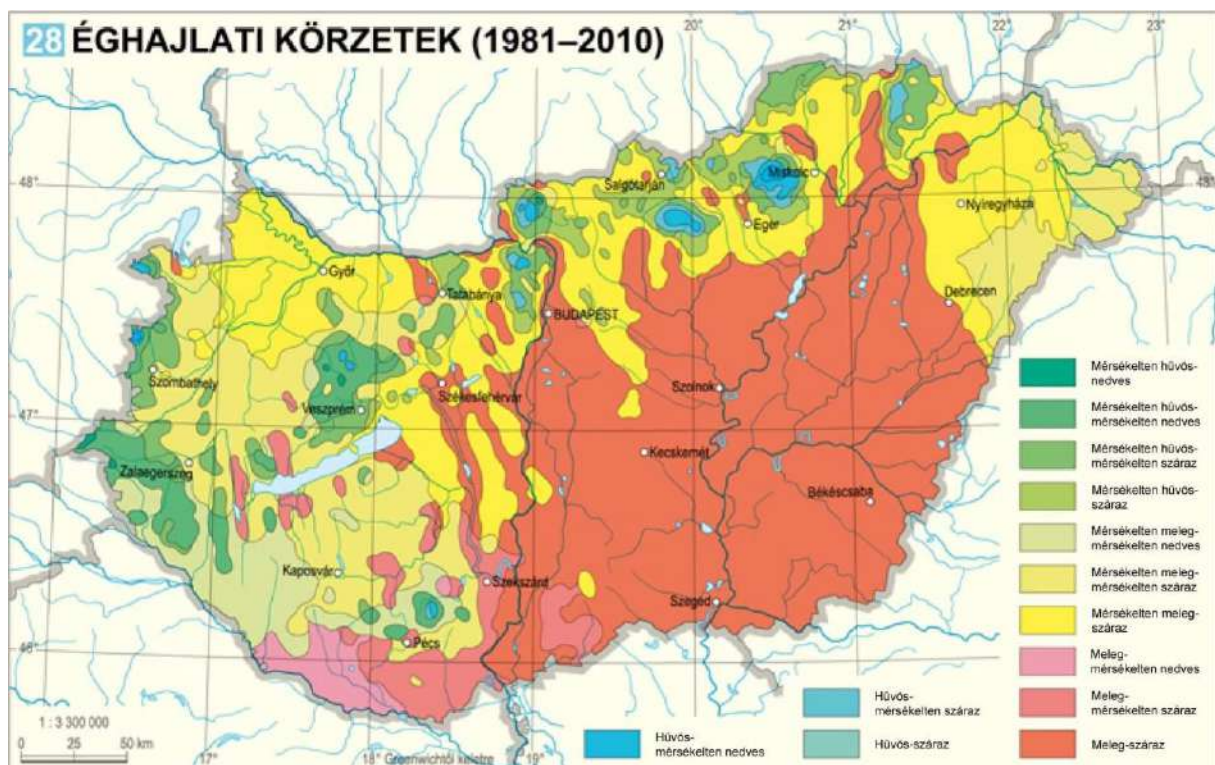 28 ÉGHAJLATI KÖRZETEK (1981–2010)
20°
21°
22°
23°
48°
48°
Salgótarján
Miskolc
Nyíregyháza
Eger
Győr
Tatabánya
Debrecen
BUDAPEST
Szombathely
Székesfehérvár
Szolnok
47°
47°
Veszprém
Kecskemét
Zalaegerszeg
Békéscsaba
Kaposvár
Szekszárd
Szeged
Pécs
Mérsékelten hűvös-
nedves
Mérsékelten hűvös-
mérsékelten nedves
Mérsékelten hűvös-
mérsékelten száraz
Mérsékelten hűvös-
száraz
Mérsékelten meleg-
mérsékelten nedves
Mérsékelten meleg-
mérsékelten száraz
Mérsékelten meleg-
száraz
Meleg-
mérsékelten nedves
Meleg-
mérsékelten száraz
Meleg-száraz
Hűvös-
mérsékelten száraz
Hűvös-száraz
Hűvös-
mérsékelten nedves
1 : 3 300 000
0 25 50 km
17°
18° Greenwichtől keletre
19°